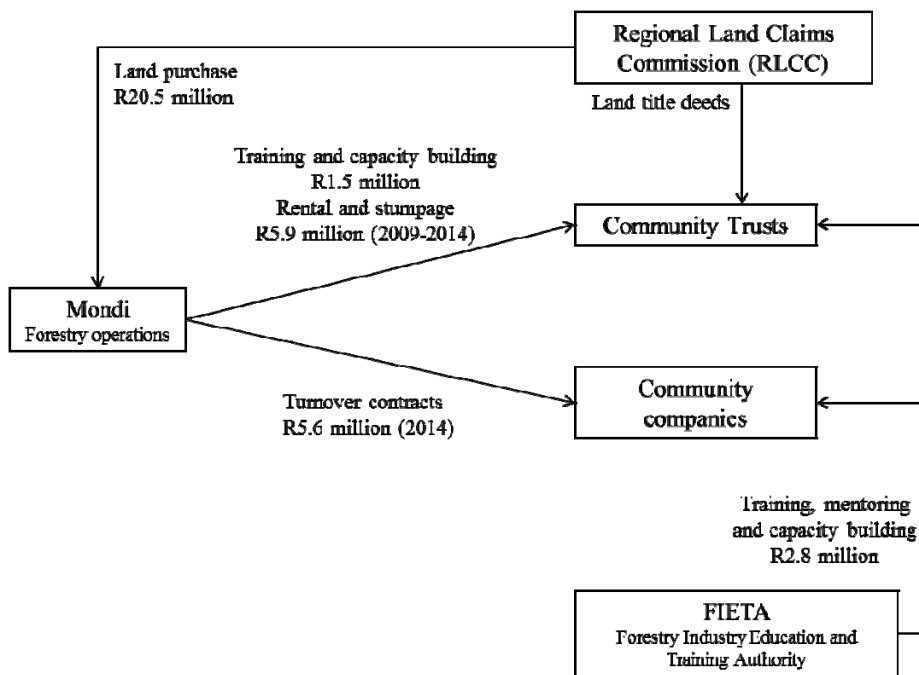 Regional Land Claims
Commission (RLCC)
Land purchase
R20.5 million
Land title deeds
Training and capacity building
R1.5 million
Rental and stumpage
R5.9 million (2009-2014)
Community Trusts
Mondi
Forestry operations
Community
companies
Turnover contracts
R5.6 million (2014)
Training, mentoring
and capacity building
R2.8 million
FIETA
Forestry Industry Education and
Training Authority